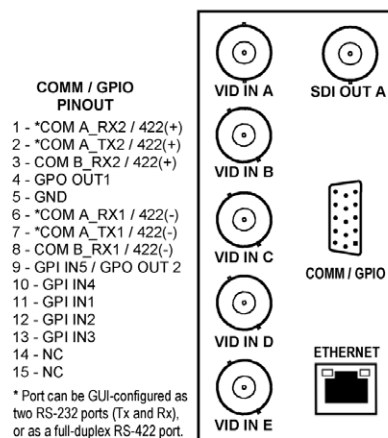 COMM / GPIO
PINOUT
1 - *COM A_RX2 / 422(+)
2 - *COM A_TX2 / 422(+)
3 - COM B_RX2 / 422(+)
4 - GPO OUT1
5 - GND
6 - *COM A_RX1 / 422(-)
7 - *COM A_TX1 / 422(-)
8 - COM B_RX1 / 422(-)
9 - GPI IN5 / GPO OUT 2
10 - GPI IN4
11 - GPI IN1
12 - GPI IN2
13 - GPI IN3
14 - NC
15 - NC
* Port can be GUI-configured as
two RS-232 ports (Tx and Rx),
or as a full-duplex RS-422 port.
VID IN A
SDI OUT A
VID IN B
VID IN C
COMM / GPIO
VID IN D
ETHERNET
VID IN E